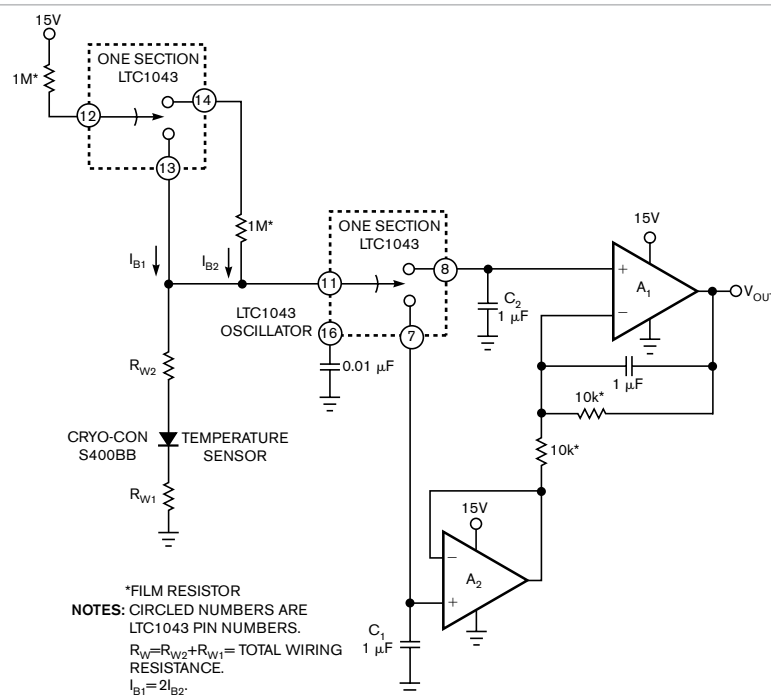 15V
ONE SECTION
LTC1043
1M*
12
14
13
1M*
I_B1
I_B2
ONE SECTION
LTC1043
11
8
7
LTC1043
OSCILLATOR
16
0.01 µF
C2
1 µF
15V
+
A1
−
VOUT
1 µF
10k*
10k*
RW2
CRYO-CON
S400BB
TEMPERATURE
SENSOR
RW1
15V
−
A2
+
C1
1 µF
*FILM RESISTOR
NOTES: CIRCLED NUMBERS ARE
LTC1043 PIN NUMBERS.
RW=RW2+RW1= TOTAL WIRING
RESISTANCE.
IB1=2IB2.